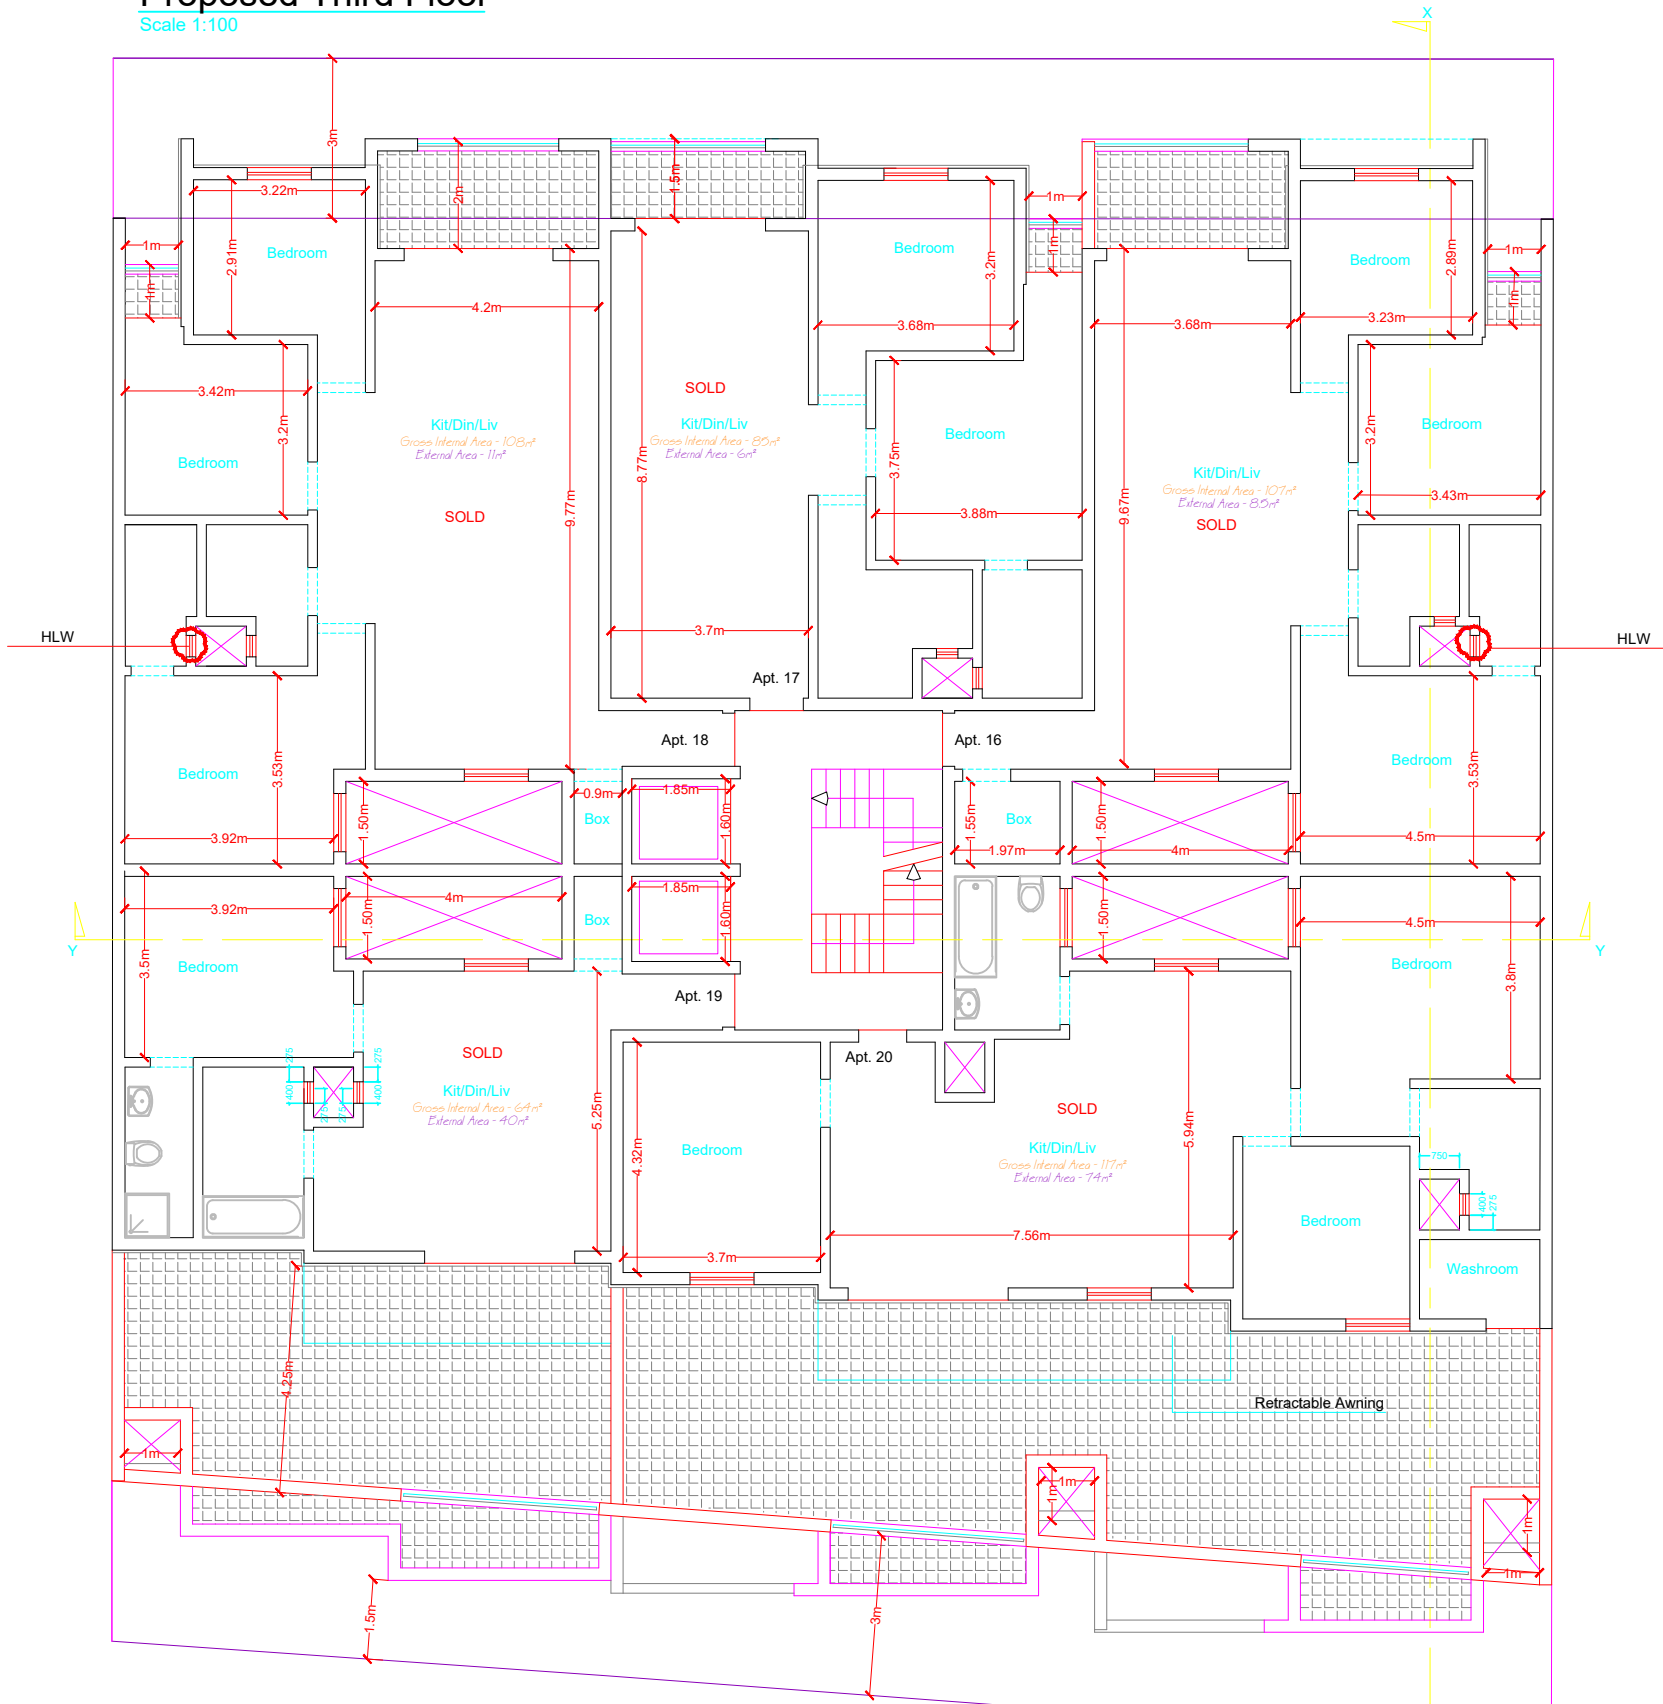 Proposed Third Floor
Scale 1:100
X
3m
3.22m
2m
1.5m
1m
1m
2.91m
Bedroom
1m
1m
4.2m
Bedroom
3.2m
3.68m
1m
3.68m
Bedroom
2.89m
3.23m
1m
1m
3.42m
3.2m
Bedroom
Kit/Din/Liv
Gross Internal Area - 108m²
External Area - 11m²
SOLD
9.77m
SOLD
Kit/Din/Liv
Gross Internal Area - 85m²
External Area - 6m²
8.77m
Bedroom
3.75m
3.88m
9.67m
Kit/Din/Liv
Gross Internal Area - 107m²
External Area - 8.5m²
SOLD
Bedroom
3.2m
3.43m
HLW
3.7m
HLW
Apt. 17
Apt. 18
Apt. 16
Bedroom
3.53m
3.92m
1.50m
0.9m
Box
1.85m
1.60m
1.55m
Box
1.97m
1.50m
4m
Bedroom
3.53m
4.5m
3.92m
1.50m
4m
Box
1.85m
1.60m
1.50m
4.5m
Y
3.5m
Bedroom
Bedroom
3.8m
Y
Apt. 19
Apt. 20
SOLD
Kit/Din/Liv
Gross Internal Area - 64m²
External Area - 40m²
275
400
275
275
275
400
5.25m
4.32m
Bedroom
3.7m
SOLD
Kit/Din/Liv
Gross Internal Area - 117m²
External Area - 74m²
5.94m
7.56m
750
400
275
Bedroom
Washroom
4.25m
Retractable Awning
1m
1m
1m
1m
1m
1.5m
3m